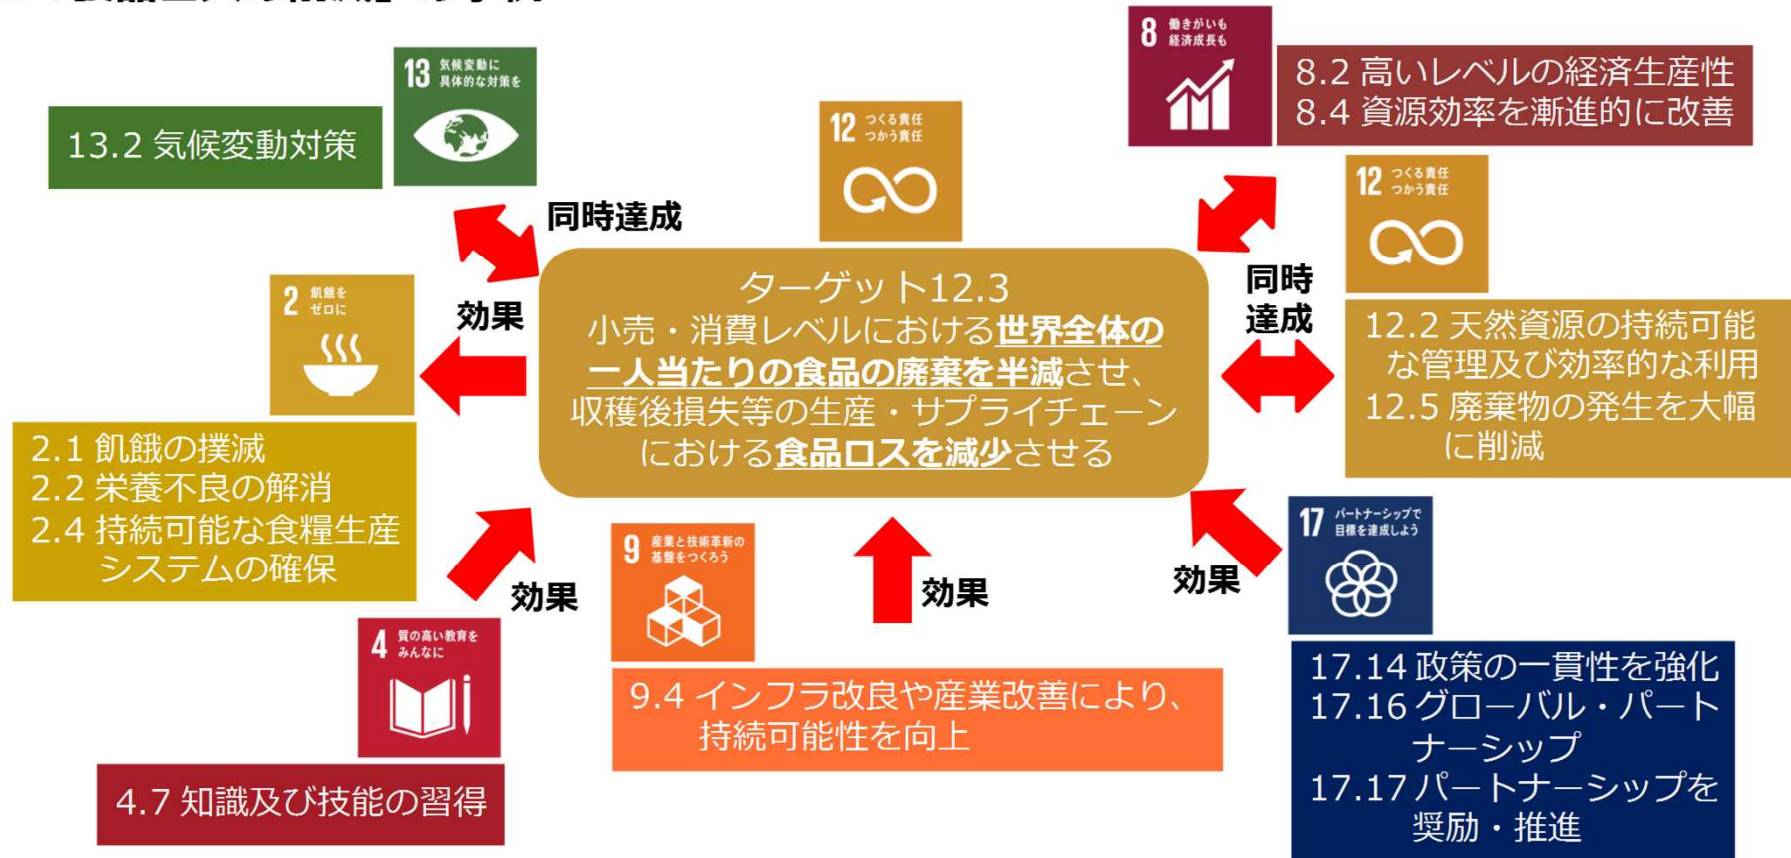 8 働きがいも
経済成長も
8.2 高いレベルの経済生産性
8.4 資源効率を漸進的に改善
13 気候変動に
具体的な対策を
13.2 気候変動対策
12 つくる責任
つかう責任
12 つくる責任
つかう責任
同時達成
同時
達成
2 飢餓を
ゼロに
効果
ターゲット12.3
小売・消費レベルにおける世界全体の
一人当たりの食品の廃棄を半減させ、
収穫後損失等の生産・サプライチェーン
における食品ロスを減少させる
12.2 天然資源の持続可能
な管理及び効率的な利用
12.5 廃棄物の発生を大幅
に削減
2.1 飢餓の撲滅
2.2 栄養不良の解消
2.4 持続可能な食糧生産
システムの確保
効果
9 産業と技術革新の
基盤をつくろう
効果
効果
17 パートナーシップで
目標を達成しよう
4 質の高い教育を
みんなに
9.4 インフラ改良や産業改善により、
持続可能性を向上
17.14 政策の一貫性を強化
17.16 グローバル・パート
ナーシップ
17.17 パートナーシップを
奨励・推進
4.7 知識及び技能の習得